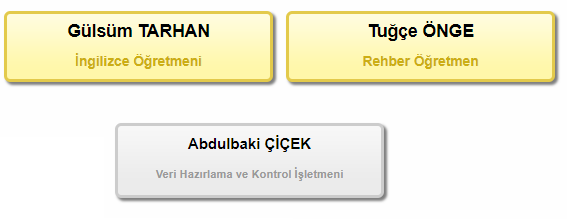 Gülsüm TARHAN
İngilizce Öğretmeni
Tuğçe ÖNGE
Rehber Öğretmen
Abdulbaki ÇİÇEK
Veri Hazırlama ve Kontrol İşletmeni